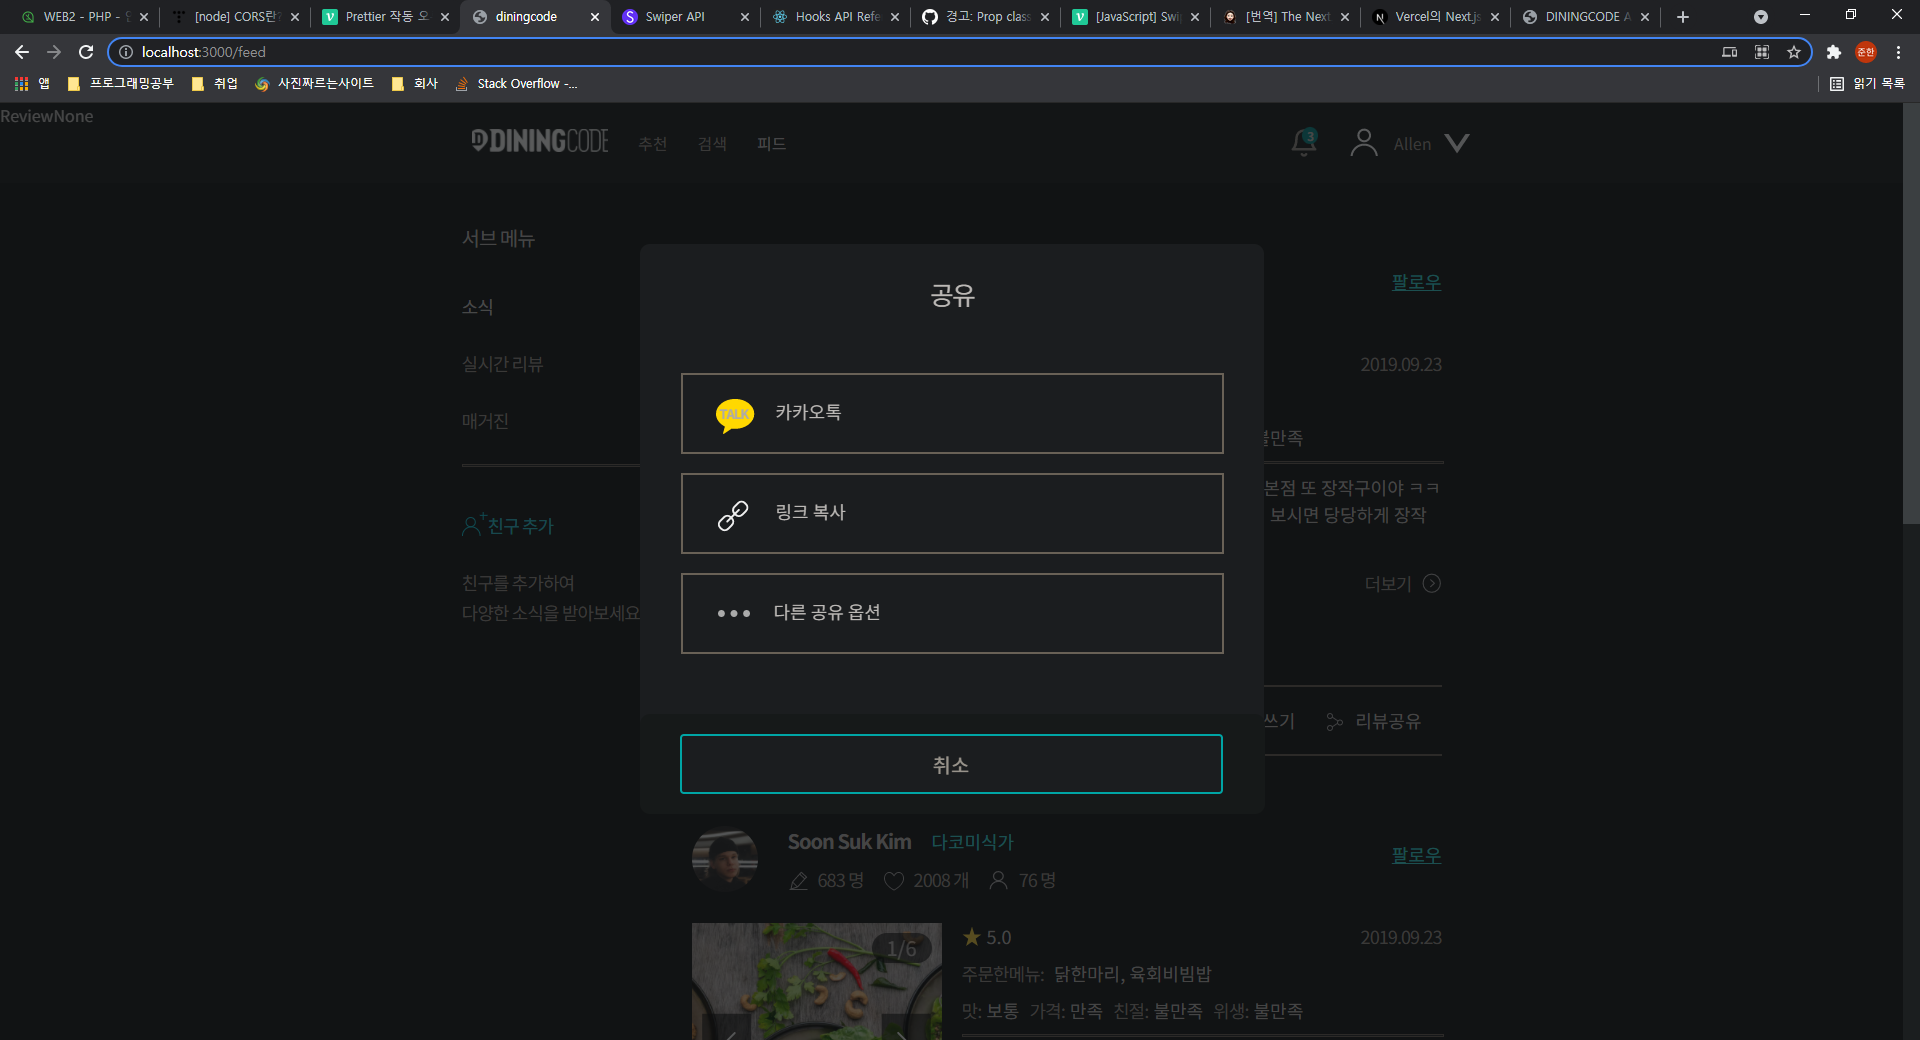 WEB2 - PHP -
[node] CORS란
Prettier 작동 오
diningcode
Swiper API
Hooks API Refe
경고: Prop class
[JavaScript] Swi
[번역] The Next
Vercel의 Next.js
DININGCODE A
localhost:3000/feed
준한
앱
프로그래밍공부
취업
사진짜르는사이트
회사
Stack Overflow -...
읽기 목록
ReviewNone
DININGCODE
추천
검색
피드
3
Allen
서브 메뉴
공유
팔로우
소식
실시간 리뷰
2019.09.23
TALK
카카오톡
매거진
불만족
본점 또 장작구이야 ㅋㅋ
링크 복사
보시면 당당하게 장작
친구 추가
친구를 추가하여
더보기
다양한 소식을 받아보세요
다른 공유 옵션
쓰기
리뷰공유
취소
Soon Suk Kim
다코미식가
팔로우
683 명
2008 개
76 명
1/6
5.0
2019.09.23
주문한메뉴: 닭한마리, 육회비빔밥
맛: 보통 가격: 만족 친절: 불만족 위생: 불만족